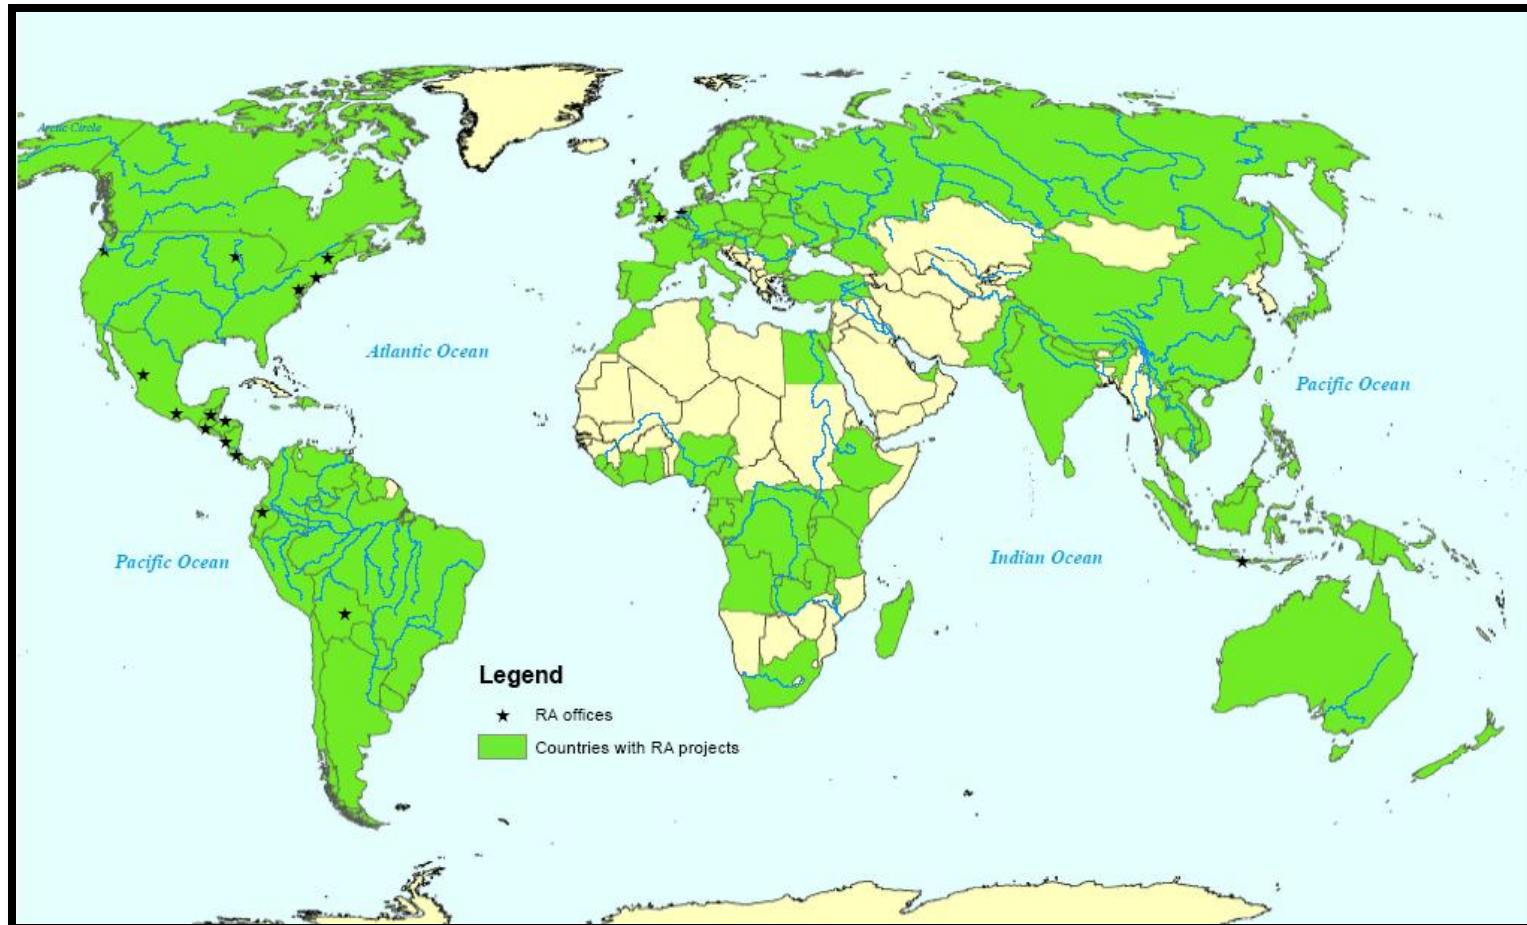 Arctic Circle
Atlantic Ocean
Pacific Ocean
Pacific Ocean
Indian Ocean
Legend
RA offices
Countries with RA projects